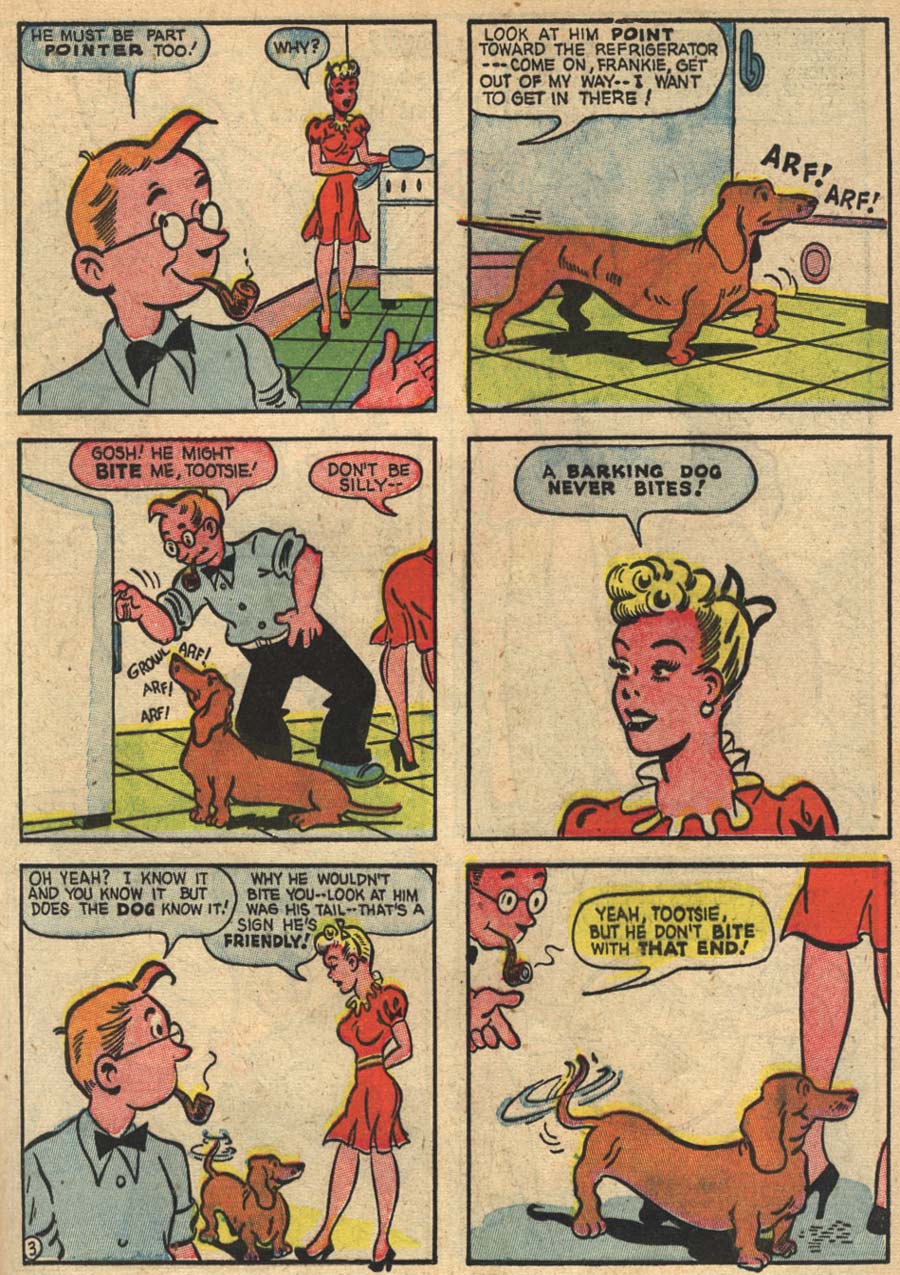 HE MUST BE PART
POINTER TOO!
WHY?
LOOK AT HIM POINT
TOWARD THE REFRIGERATOR
---COME ON, FRANKIE, GET
OUT OF MY WAY--I WANT
TO GET IN THERE!
ARF!
ARF!
GOSH! HE MIGHT
BITE ME, TOOTSIE!
DON'T BE
SILLY--
GROWL
ARF!
ARF!
ARF!
A BARKING DOG
NEVER BITES!
OH YEAH? I KNOW IT
AND YOU KNOW IT BUT
DOES THE DOG KNOW IT!
WHY HE WOULDN'T
BITE YOU--LOOK AT HIM
WAG HIS TAIL--THAT'S A
SIGN HE'S
FRIENDLY!
3
YEAH, TOOTSIE,
BUT HE DON'T BITE
WITH THAT END!